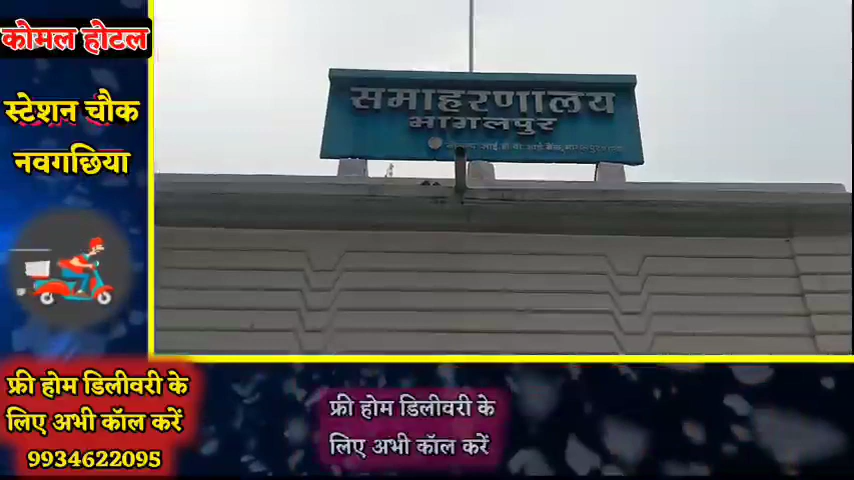 कोमल होटल
स्टेशन चौक
नवगछिया
फ्री होम डिलीवरी के
लिए अभी कॉल करें
9934622095
समाहरणालय
भागलपुर
फ्री होम डिलीवरी के
लिए अभी कॉल करें